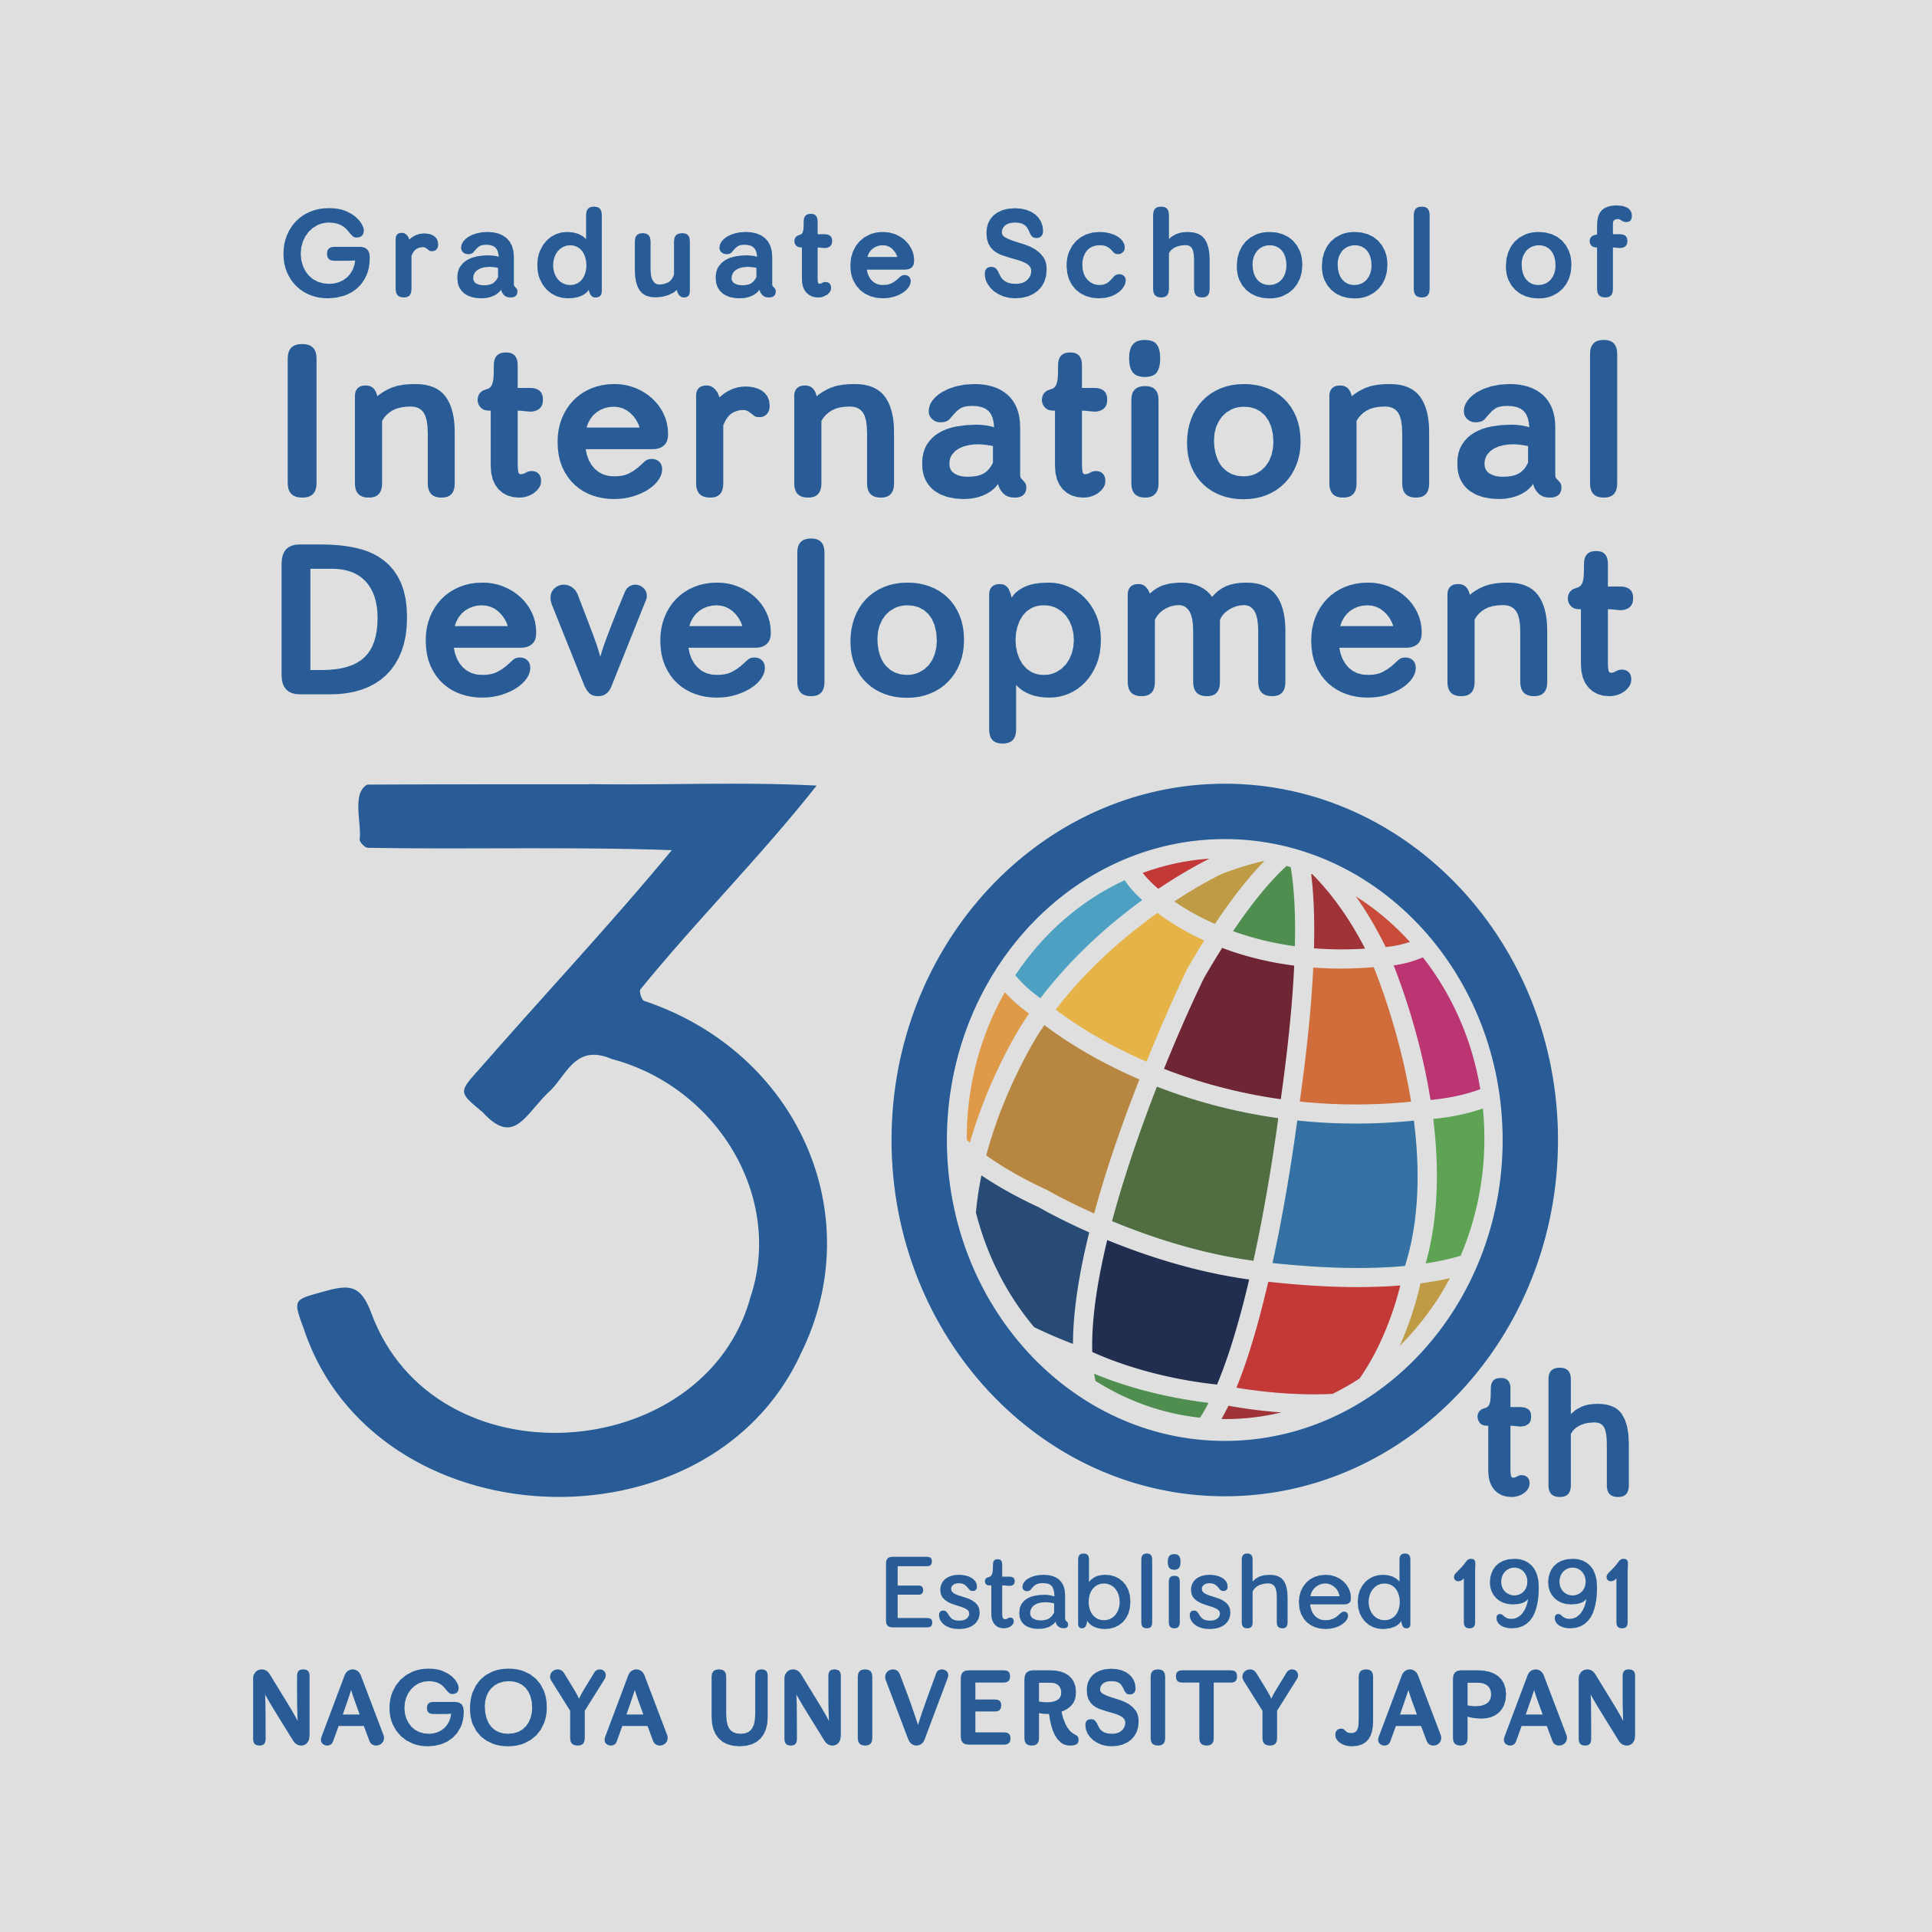 Graduate School of
International
Development
30th
Established 1991
NAGOYA UNIVERSITY JAPAN